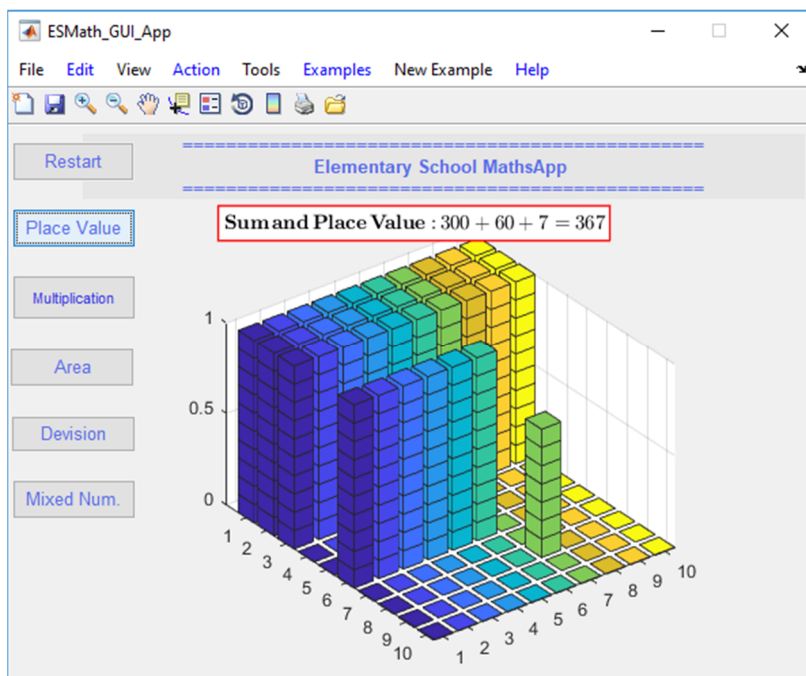 ESMath_GUI_App
File Edit View Action Tools Examples New Example Help
==================================================
Restart
Elementary School MathsApp
==================================================
Place Value
Sum and Place Value : 300 + 60 + 7 = 367
Multiplication
Area
Devision
Mixed Num.
1
0.5
0
1 2 3 4 5 6 7 8 9 10
1 2 3 4 5 6 7 8 9 10